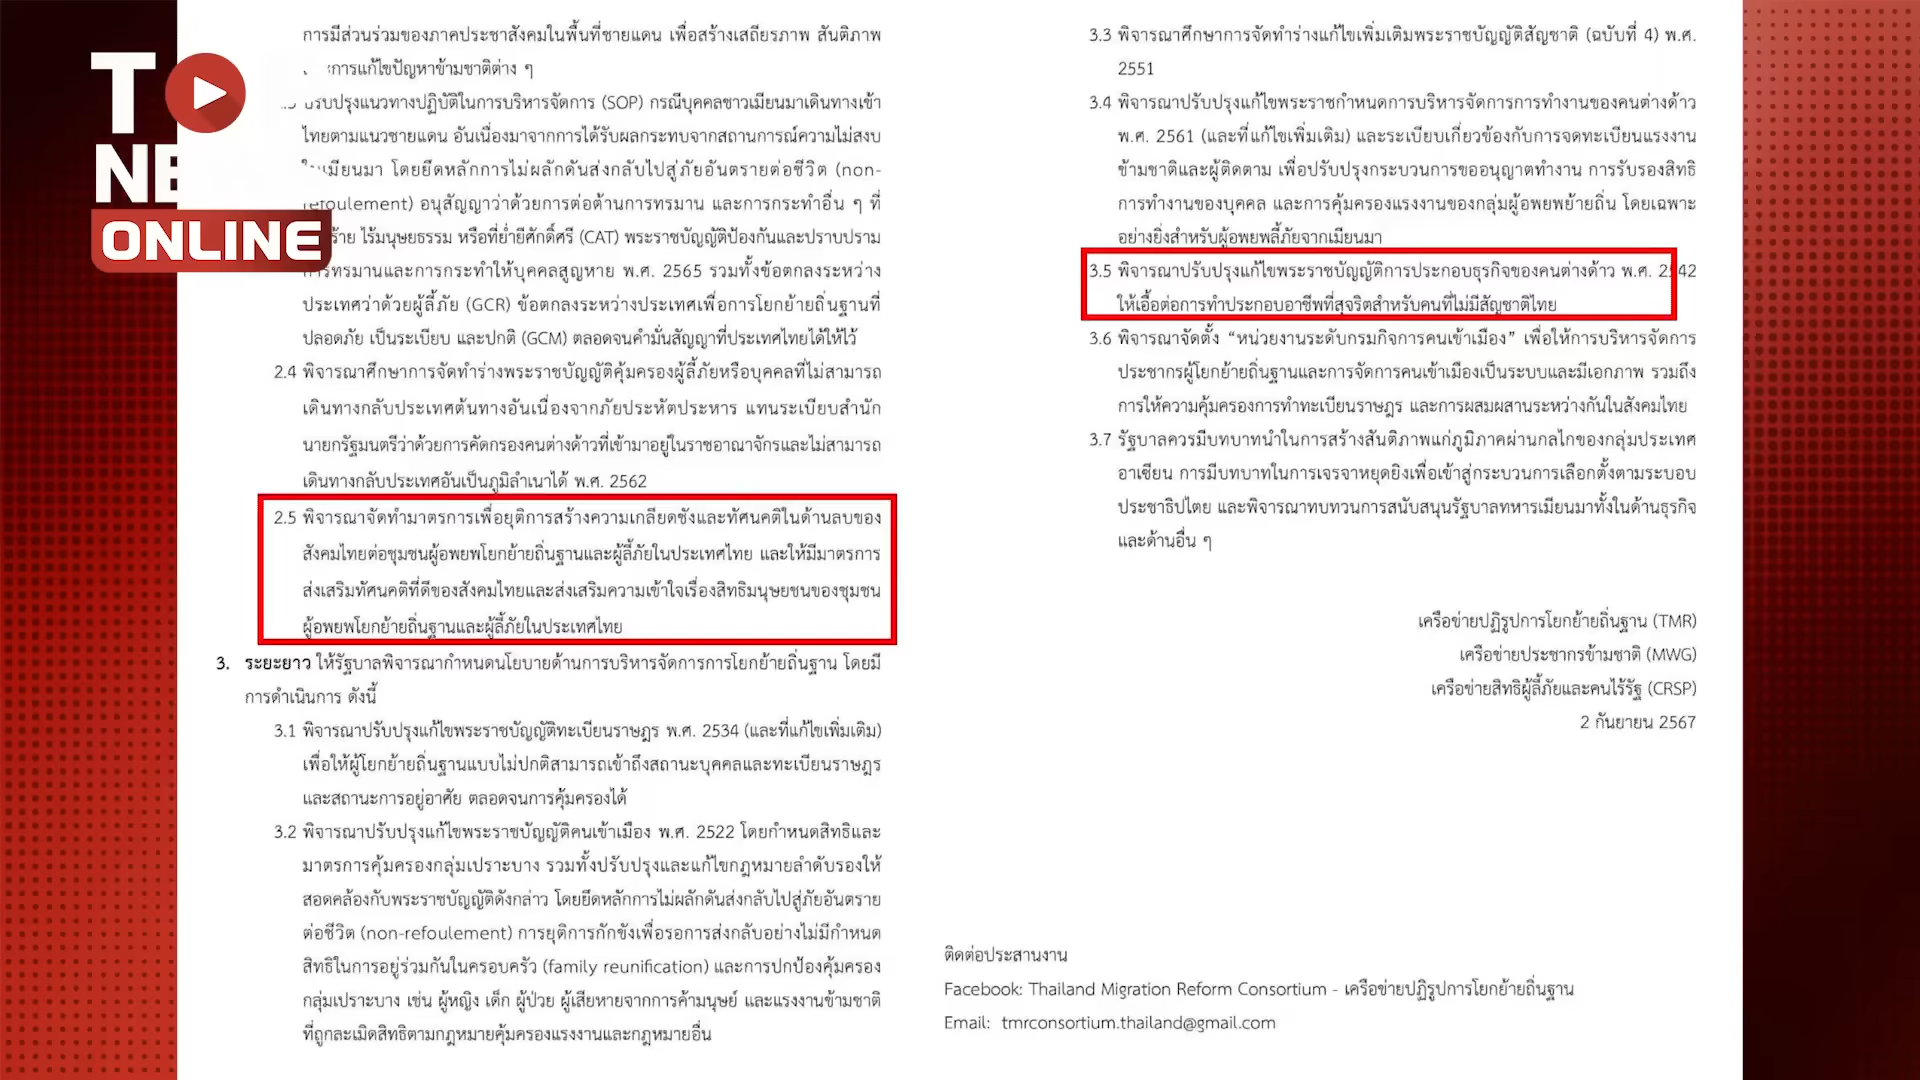 T
NE
ONLINE
การมีส่วนร่วมของภาคประชาสังคมในพื้นที่ชายแดน เพื่อสร้างเสถียรภาพ สันติภาพ
การแก้ไขปัญหาข้ามชาติต่าง ๆ
ปรับปรุงแนวทางปฏิบัติในการบริหารจัดการ (SOP) กรณีบุคคลชาวเมียนมาเดินทางเข้า
ไทยตามแนวชายแดน อันเนื่องมาจากการได้รับผลกระทบจากสถานการณ์ความไม่สงบ
ในเมียนมา โดยยึดหลักการไม่ผลักดันส่งกลับไปสู่ภัยอันตรายต่อชีวิต (non-
refoulement) อนุสัญญาว่าด้วยการต่อต้านการทรมาน และการกระทำอื่น ๆ ที่
ร้าย ไร้มนุษยธรรม หรือที่ย่ำยีศักดิ์ศรี (CAT) พระราชบัญญัติป้องกันและปราบปราม
การทรมานและการกระทำให้บุคคลสูญหาย พ.ศ. 2565 รวมทั้งข้อตกลงระหว่าง
ประเทศว่าด้วยผู้ลี้ภัย (GCR) ข้อตกลงระหว่างประเทศเพื่อการโยกย้ายถิ่นฐานที่
ปลอดภัย เป็นระเบียบ และปกติ (GCM) ตลอดจนคำมั่นสัญญาที่ประเทศไทยได้ให้ไว้
2.4 พิจารณาศึกษาการจัดทำร่างพระราชบัญญัติคุ้มครองผู้ลี้ภัยหรือบุคคลที่ไม่สามารถ
เดินทางกลับประเทศต้นทางอันเนื่องจากภัยประหัตประหาร แทนระเบียบสำนัก
นายกรัฐมนตรีว่าด้วยการคัดกรองคนต่างด้าวที่เข้ามาอยู่ในราชอาณาจักรและไม่สามารถ
เดินทางกลับประเทศอันเป็นภูมิลำเนาได้ พ.ศ. 2562
2.5 พิจารณาจัดทำมาตรการเพื่อยุติการสร้างความเกลียดชังและทัศนคติในด้านลบของ
สังคมไทยต่อชุมชนผู้อพยพโยกย้ายถิ่นฐานและผู้ลี้ภัยในประเทศไทย และให้มีมาตรการ
ส่งเสริมทัศนคติที่ดีของสังคมไทยและส่งเสริมความเข้าใจเรื่องสิทธิมนุษยชนของชุมชน
ผู้อพยพโยกย้ายถิ่นฐานและผู้ลี้ภัยในประเทศไทย
3. ระยะยาว ให้รัฐบาลพิจารณากำหนดนโยบายด้านการบริหารจัดการการโยกย้ายถิ่นฐาน โดยมี
การดำเนินการ ดังนี้
3.1 พิจารณาปรับปรุงแก้ไขพระราชบัญญัติทะเบียนราษฎร พ.ศ. 2534 (และที่แก้ไขเพิ่มเติม)
เพื่อให้ผู้โยกย้ายถิ่นฐานแบบไม่ปกติสามารถเข้าถึงสถานะบุคคลและทะเบียนราษฎร
และสถานะการอยู่อาศัย ตลอดจนการคุ้มครองได้
3.2 พิจารณาปรับปรุงแก้ไขพระราชบัญญัติคนเข้าเมือง พ.ศ. 2522 โดยกำหนดสิทธิและ
มาตรการคุ้มครองกลุ่มเปราะบาง รวมทั้งปรับปรุงและแก้ไขกฎหมายลำดับรองให้
สอดคล้องกับพระราชบัญญัติดังกล่าว โดยยึดหลักการไม่ผลักดันส่งกลับไปสู่ภัยอันตราย
ต่อชีวิต (non-refoulement) การยุติการกักขังเพื่อรอการส่งกลับอย่างไม่มีกำหนด
สิทธิในการอยู่ร่วมกันในครอบครัว (family reunification) และการปกป้องคุ้มครอง
กลุ่มเปราะบาง เช่น ผู้หญิง เด็ก ผู้ป่วย ผู้เสียหายจากการค้ามนุษย์ และแรงงานข้ามชาติ
ที่ถูกละเมิดสิทธิตามกฎหมายคุ้มครองแรงงานและกฎหมายอื่น
3.3 พิจารณาศึกษาการจัดทำร่างแก้ไขเพิ่มเติมพระราชบัญญัติสัญชาติ (ฉบับที่ 4) พ.ศ.
2551
3.4 พิจารณาปรับปรุงแก้ไขพระราชกำหนดการบริหารจัดการการทำงานของคนต่างด้าว
พ.ศ. 2561 (และที่แก้ไขเพิ่มเติม) และระเบียบเกี่ยวข้องกับการจดทะเบียนแรงงาน
ข้ามชาติและผู้ติดตาม เพื่อปรับปรุงกระบวนการขออนุญาตทำงาน การรับรองสิทธิ
การทำงานของบุคคล และการคุ้มครองแรงงานของกลุ่มผู้อพยพย้ายถิ่น โดยเฉพาะ
อย่างยิ่งสำหรับผู้อพยพลี้ภัยจากเมียนมา
3.5 พิจารณาปรับปรุงแก้ไขพระราชบัญญัติการประกอบธุรกิจของคนต่างด้าว พ.ศ. 2542
ให้เอื้อต่อการทำประกอบอาชีพที่สุจริตสำหรับคนที่ไม่มีสัญชาติไทย
3.6 พิจารณาจัดตั้ง “หน่วยงานระดับกรมกิจการคนเข้าเมือง” เพื่อให้การบริหารจัดการ
ประชากรผู้โยกย้ายถิ่นฐานและการจัดการคนเข้าเมืองเป็นระบบและมีเอกภาพ รวมถึง
การให้ความคุ้มครองการทำทะเบียนราษฎร และการผสมผสานระหว่างกันในสังคมไทย
3.7 รัฐบาลควรมีบทบาทนำในการสร้างสันติภาพแก่ภูมิภาคผ่านกลไกของกลุ่มประเทศ
อาเซียน การมีบทบาทในการเจรจาหยุดยิงเพื่อเข้าสู่กระบวนการเลือกตั้งตามระบอบ
ประชาธิปไตย และพิจารณาทบทวนการสนับสนุนรัฐบาลทหารเมียนมาทั้งในด้านธุรกิจ
และด้านอื่น ๆ
เครือข่ายปฏิรูปการโยกย้ายถิ่นฐาน (TMR)
เครือข่ายประชากรข้ามชาติ (MWG)
เครือข่ายสิทธิผู้ลี้ภัยและคนไร้รัฐ (CRSP)
2 กันยายน 2567
ติดต่อประสานงาน
Facebook: Thailand Migration Reform Consortium - เครือข่ายปฏิรูปการโยกย้ายถิ่นฐาน
Email: tmrconsortium.thailand@gmail.com